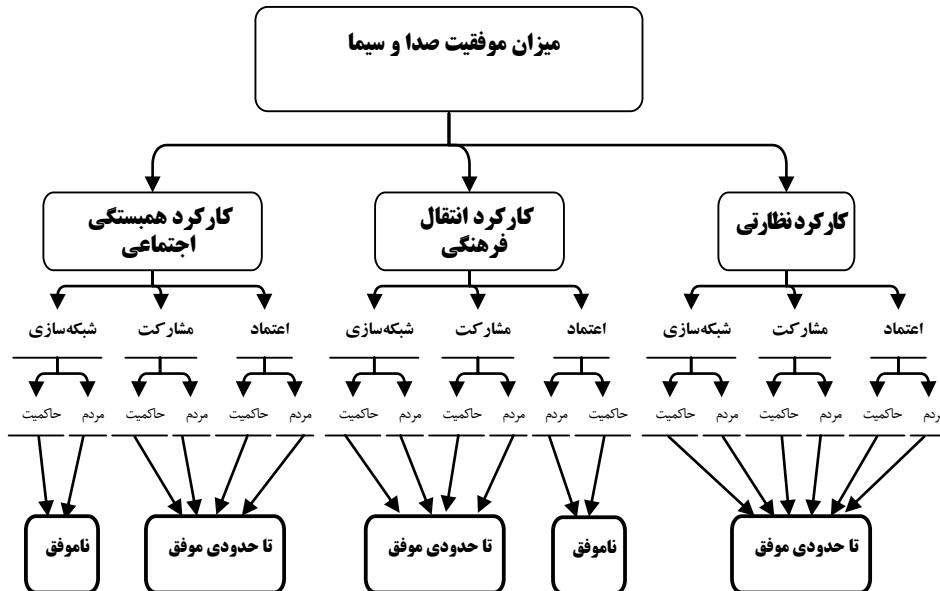 میزان موفقیت صدا و سیما
کارکرد نظارتی
کارکرد انتقال
فرهنگی
کارکرد همبستگی
اجتماعی
اعتماد مشارکت شبکه‌سازی اعتماد مشارکت شبکه‌سازی اعتماد مشارکت شبکه‌سازی
مردم حاکمیت مردم حاکمیت مردم حاکمیت حاکمیت مردم مردم حاکمیت مردم حاکمیت مردم حاکمیت مردم حاکمیت مردم حاکمیت
تا حدودی موفق ناموفق تا حدودی موفق تا حدودی موفق ناموفق